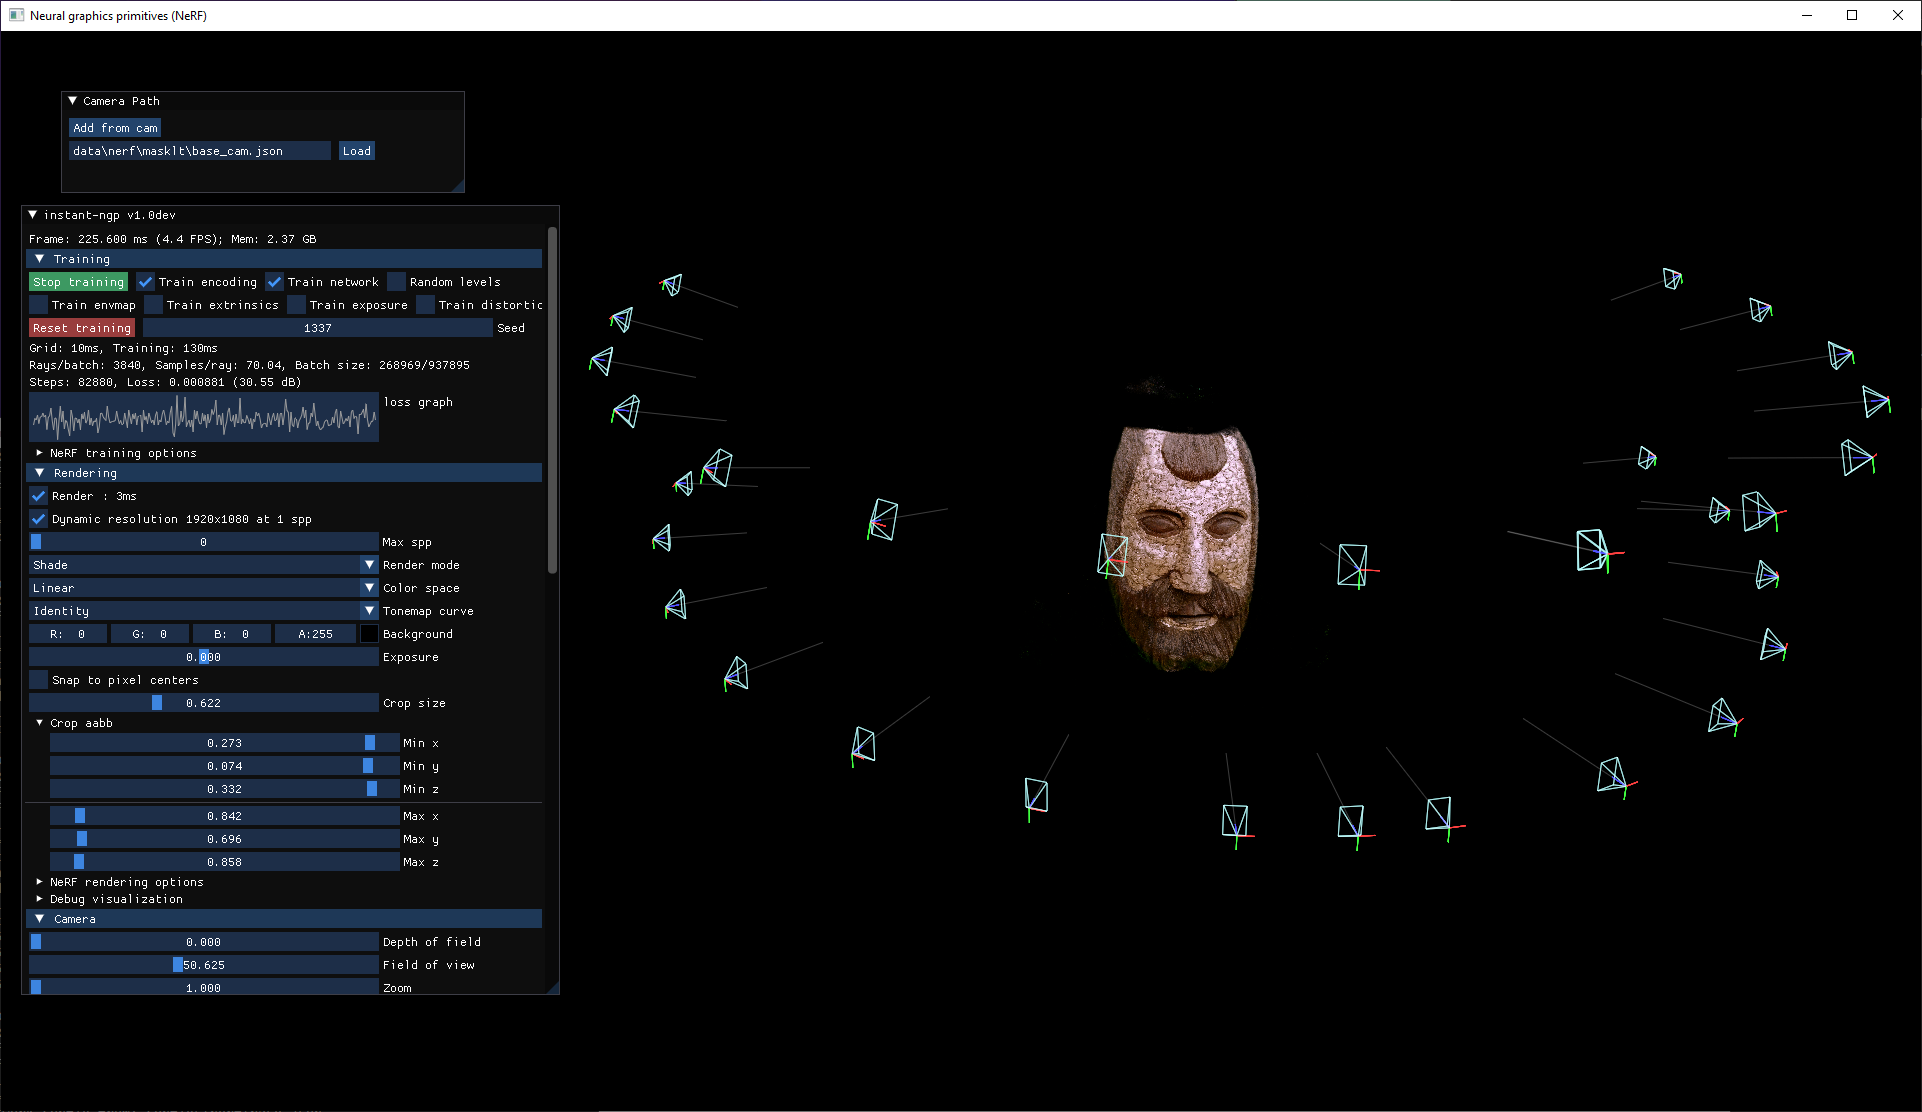 Neural graphics primitives (NeRF)
Camera Path
Add from cam
data\nerf\masklt\base_cam.json Load
instant-ngp v1.0dev
Frame: 225.600 ms (4.4 FPS); Mem: 2.37 GB
Training
Stop training Train encoding Train network Random levels
Train envmap Train extrinsics Train exposure Train distortic
Reset training 1337 Seed
Grid: 10ms, Training: 130ms
Rays/batch: 3840, Samples/ray: 70.04, Batch size: 268969/937895
Steps: 82880, Loss: 0.000881 (30.55 dB)
loss graph
NeRF training options
Rendering
Render : 3ms
Dynamic resolution 1920x1080 at 1 spp
0 Max spp
Shade Render mode
Linear Color space
Identity Tonemap curve
R: 0 G: 0 B: 0 A:255 Background
0.000 Exposure
Snap to pixel centers
0.622 Crop size
Crop aabb
0.273 Min x
0.074 Min y
0.332 Min z
0.842 Max x
0.696 Max y
0.858 Max z
NeRF rendering options
Debug visualization
Camera
0.000 Depth of field
50.625 Field of view
1.000 Zoom